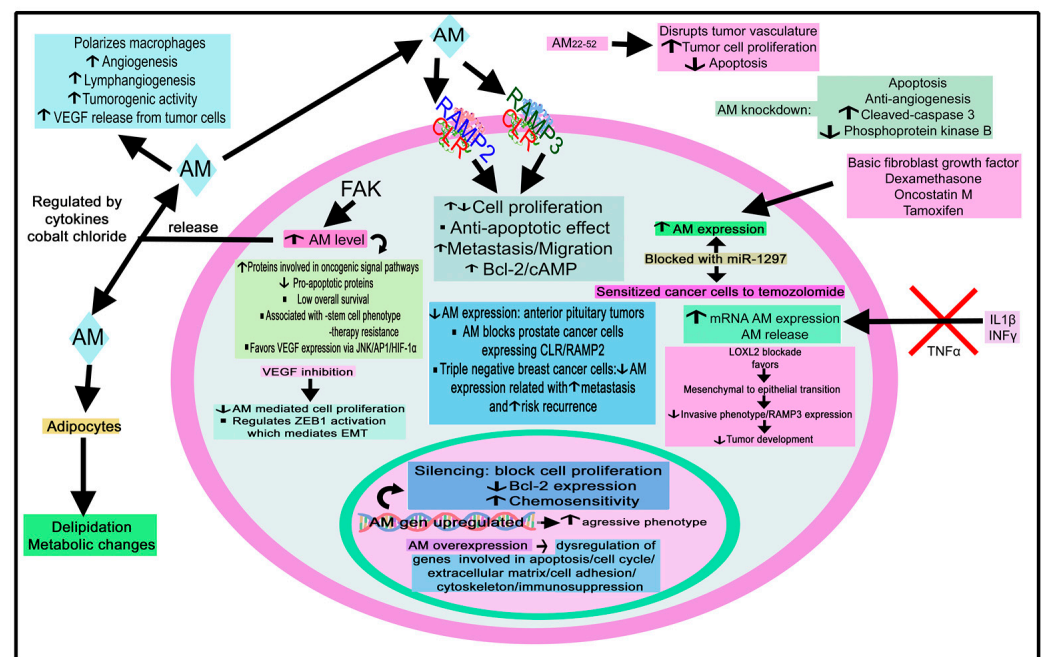 Polarizes macrophages
↑ Angiogenesis
↑ Lymphangiogenesis
↑ Tumorogenic activity
↑ VEGF release from tumor cells
AM
AM
Regulated by
cytokines
cobalt chloride
release
AM
Adipocytes
Delipidation
Metabolic changes
AM22-52
Disrupts tumor vasculature
↑ Tumor cell proliferation
↓ Apoptosis
AM knockdown:
Apoptosis
Anti-angiogenesis
↑ Cleaved-caspase 3
↓ Phosphoprotein kinase B
Basic fibroblast growth factor
Dexamethasone
Oncostatin M
Tamoxifen
RAMP2
CLR
RAMP3
CLR
FAK
↑ AM level
↑Proteins involved in oncogenic signal pathways
↓ Pro-apoptotic proteins
▪ Low overall survival
▪ Associated with -stem cell phenotype
-therapy resistance
▪ Favors VEGF expression via JNK/AP1/HIF-1α
VEGF inhibition
↓ AM mediated cell proliferation
▪ Regulates ZEB1 activation
which mediates EMT
↑↓Cell proliferation
▪ Anti-apoptotic effect
↑Metastasis/Migration
↑ Bcl-2/cAMP
↓ AM expression: anterior pituitary tumors
▪ AM blocks prostate cancer cells
expressing CLR/RAMP2
▪ Triple negative breast cancer cells:↓ AM
expression related with ↑ metastasis
and ↑ risk recurrence
↑ AM expression
Blocked with miR-1297
Sensitized cancer cells to temozolomide
↑ mRNA AM expression
AM release
TNFα
IL1β
INFγ
LOXL2 blockade
favors
Mesenchymal to epithelial transition
↓ Invasive phenotype/RAMP3 expression
↓ Tumor development
Silencing: block cell proliferation
↓ Bcl-2 expression
↑ Chemosensitivity
AM gen upregulated → ↑ agressive phenotype
AM overexpression → dysregulation of
genes involved in apoptosis/cell cycle/
extracellular matrix/cell adhesion/
cytoskeleton/immunosuppression